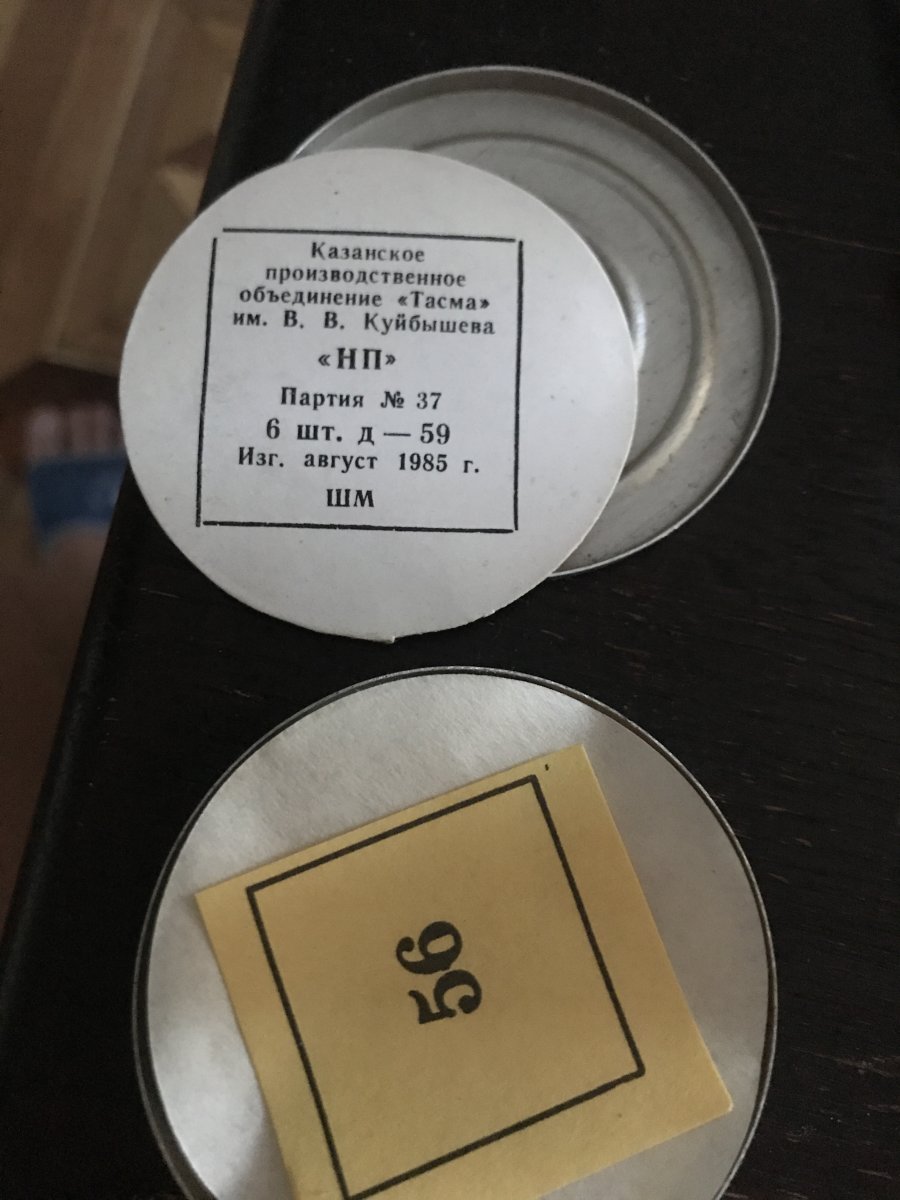 Казанское
производственное
объединение «Тасма»
им. В. В. Куйбышева
«НП»
Партия № 37
6 шт. д — 59
Изг. август 1985 г.
ШМ
56